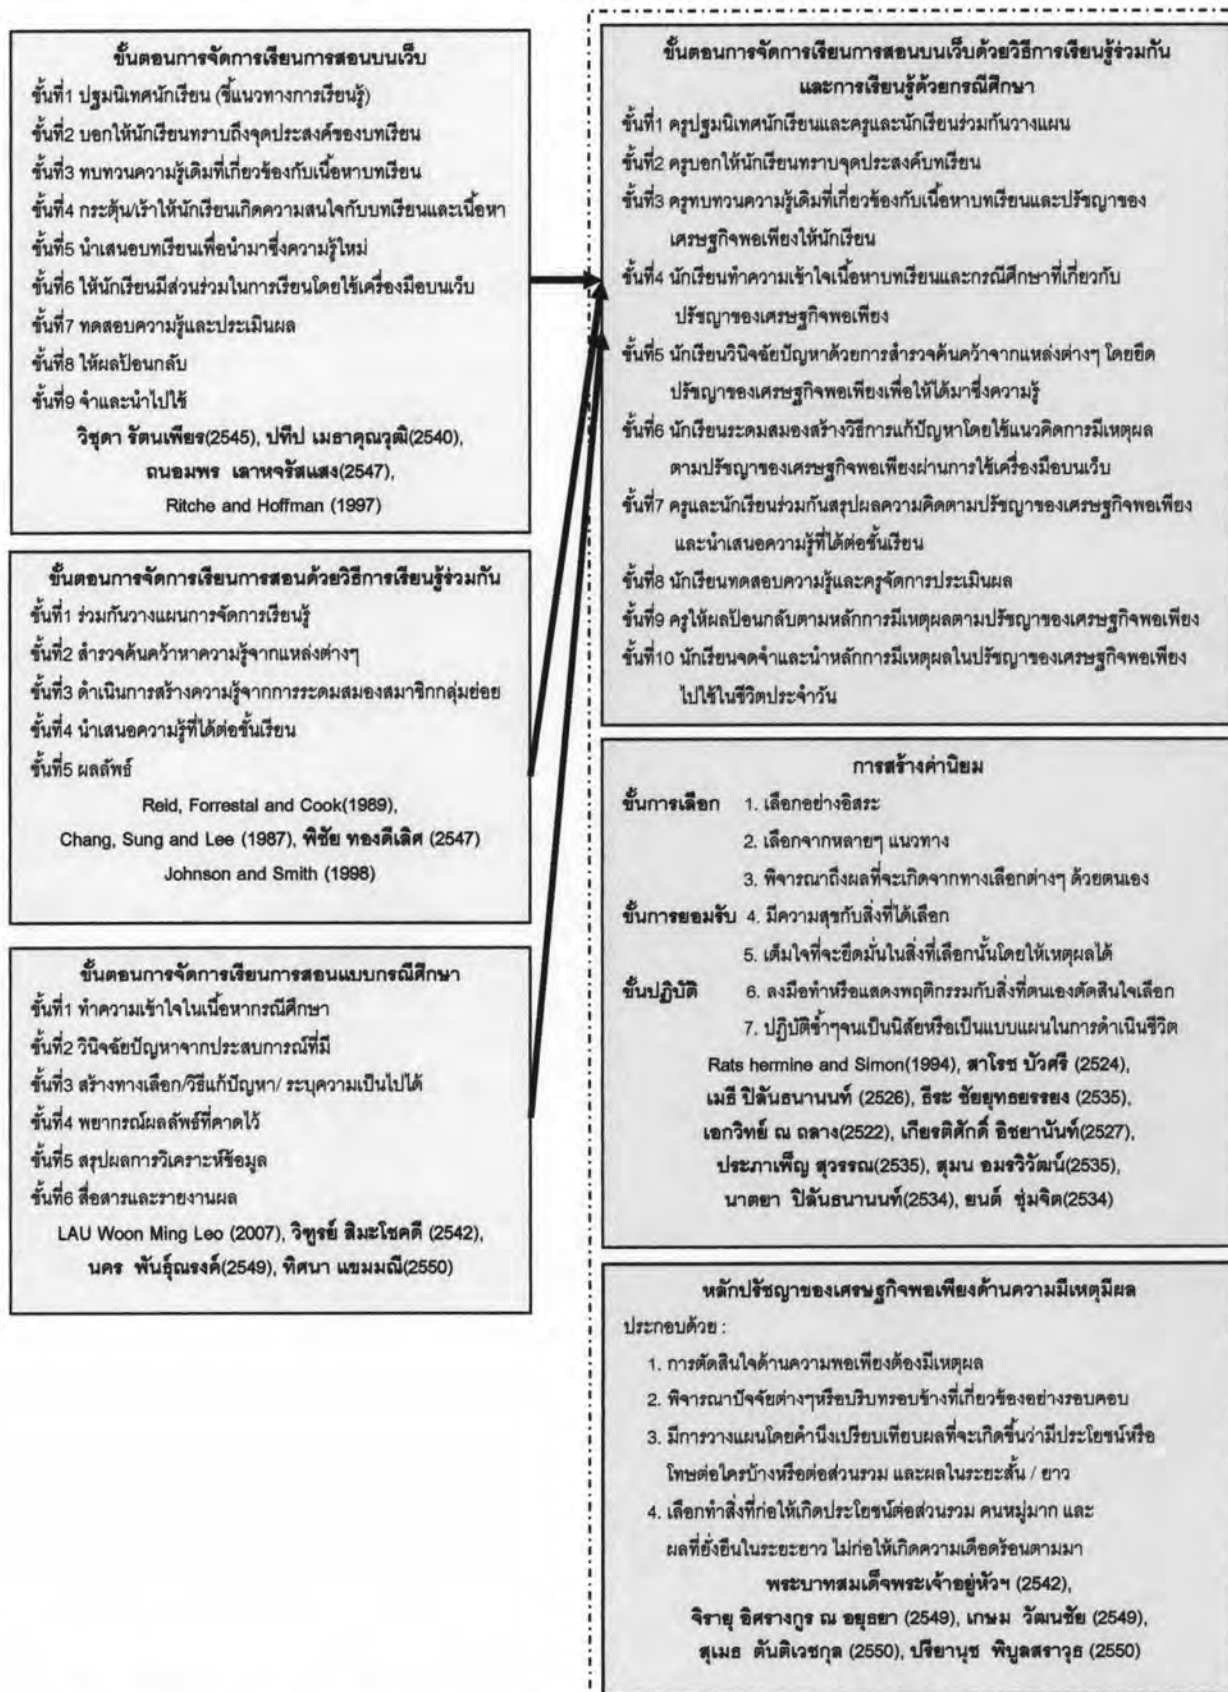 ขั้นตอนการจัดการเรียนการสอนบนเว็บ
ขั้นที่1 ปฐมนิเทศนักเรียน (ชี้แนวทางการเรียนรู้)
ขั้นที่2 บอกให้นักเรียนทราบถึงจุดประสงค์ของบทเรียน
ขั้นที่3 ทบทวนความรู้เดิมที่เกี่ยวข้องกับเนื้อหาบทเรียน
ขั้นที่4 กระตุ้น/เร้าให้นักเรียนเกิดความสนใจกับบทเรียนและเนื้อหา
ขั้นที่5 นำเสนอบทเรียนเพื่อนำมาซึ่งความรู้ใหม่
ขั้นที่6 ให้นักเรียนมีส่วนร่วมในการเรียนโดยใช้เครื่องมือบนเว็บ
ขั้นที่7 ทดสอบความรู้และประเมินผล
ขั้นที่8 ให้ผลป้อนกลับ
ขั้นที่9 จำและนำไปใช้
วิชุดา รัตนเพียร(2545), ปทีป เมธาคุณวุฒิ(2540),
ถนอมพร เลาหจรัสแสง(2547),
Ritche and Hoffman (1997)
ขั้นตอนการจัดการเรียนการสอนด้วยวิธีการเรียนรู้ร่วมกัน
ขั้นที่1 ร่วมกันวางแผนการจัดการเรียนรู้
ขั้นที่2 สำรวจค้นคว้าหาความรู้จากแหล่งต่างๆ
ขั้นที่3 ดำเนินการสร้างความรู้จากการระดมสมองสมาชิกกลุ่มย่อย
ขั้นที่4 นำเสนอความรู้ที่ได้ต่อชั้นเรียน
ขั้นที่5 ผลลัพธ์
Reid, Forrestal and Cook(1989),
Chang, Sung and Lee (1987), พิชัย ทองดีเลิศ (2547)
Johnson and Smith (1998)
ขั้นตอนการจัดการเรียนการสอนแบบกรณีศึกษา
ขั้นที่1 ทำความเข้าใจในเนื้อหากรณีศึกษา
ขั้นที่2 วินิจฉัยปัญหาจากประสบการณ์ที่มี
ขั้นที่3 สร้างทางเลือก/วิธีแก้ปัญหา/ ระบุความเป็นไปได้
ขั้นที่4 พยากรณ์ผลลัพธ์ที่คาดไว้
ขั้นที่5 สรุปผลการวิเคราะห์ข้อมูล
ขั้นที่6 สื่อสารและรายงานผล
LAU Woon Ming Leo (2007), วิฑูรย์ สิมะโชคดี (2542),
นคร พันธุ์ณรงค์(2549), ทิศนา แขมมณี(2550)
ขั้นตอนการจัดการเรียนการสอนบนเว็บด้วยวิธีการเรียนรู้ร่วมกัน
และการเรียนรู้ด้วยกรณีศึกษา
ขั้นที่1 ครูปฐมนิเทศนักเรียนและครูและนักเรียนร่วมกันวางแผน
ขั้นที่2 ครูบอกให้นักเรียนทราบจุดประสงค์บทเรียน
ขั้นที่3 ครูทบทวนความรู้เดิมที่เกี่ยวข้องกับเนื้อหาบทเรียนและปรัชญาของ
เศรษฐกิจพอเพียงให้นักเรียน
ขั้นที่4 นักเรียนทำความเข้าใจเนื้อหาบทเรียนและกรณีศึกษาที่เกี่ยวกับ
ปรัชญาของเศรษฐกิจพอเพียง
ขั้นที่5 นักเรียนวินิจฉัยปัญหาด้วยการสำรวจค้นคว้าจากแหล่งต่างๆ โดยยึด
ปรัชญาของเศรษฐกิจพอเพียงเพื่อให้ได้มาซึ่งความรู้
ขั้นที่6 นักเรียนระดมสมองสร้างวิธีการแก้ปัญหาโดยใช้แนวคิดการมีเหตุผล
ตามปรัชญาของเศรษฐกิจพอเพียงผ่านการใช้เครื่องมือบนเว็บ
ขั้นที่7 ครูและนักเรียนร่วมกันสรุปผลความคิดตามปรัชญาของเศรษฐกิจพอเพียง
และนำเสนอความรู้ที่ได้ต่อชั้นเรียน
ขั้นที่8 นักเรียนทดสอบความรู้และครูจัดการประเมินผล
ขั้นที่9 ครูให้ผลป้อนกลับตามหลักการมีเหตุผลตามปรัชญาของเศรษฐกิจพอเพียง
ขั้นที่10 นักเรียนจดจำและนำหลักการมีเหตุผลในปรัชญาของเศรษฐกิจพอเพียง
ไปใช้ในชีวิตประจำวัน
การสร้างค่านิยม
ขั้นการเลือก 1. เลือกอย่างอิสระ
2. เลือกจากหลายๆ แนวทาง
3. พิจารณาถึงผลที่จะเกิดจากทางเลือกต่างๆ ด้วยตนเอง
ขั้นการยอมรับ 4. มีความสุขกับสิ่งที่ได้เลือก
5. เต็มใจที่จะยึดมั่นในสิ่งที่เลือกนั้นโดยให้เหตุผลได้
ขั้นปฏิบัติ 6. ลงมือทำหรือแสดงพฤติกรรมกับสิ่งที่ตนเองตัดสินใจเลือก
7. ปฏิบัติซ้ำๆจนเป็นนิสัยหรือเป็นแบบแผนในการดำเนินชีวิต
Rats hermine and Simon(1994), สาโรช บัวศรี (2524),
เมธี ปิลันธนานนท์ (2526), ธีระ ชัยยุทธยรรยง (2535),
เอกวิทย์ ณ ถลาง(2522), เกียรติศักดิ์ อิชยานันท์(2527),
ประภาเพ็ญ สุวรรณ(2535), สุมน อมรวิวัฒน์(2535),
นาตยา ปิลันธนานนท์(2534), ยนต์ ชุ่มจิต(2534)
หลักปรัชญาของเศรษฐกิจพอเพียงด้านความมีเหตุมีผล
ประกอบด้วย :
1. การตัดสินใจด้านความพอเพียงต้องมีเหตุผล
2. พิจารณาปัจจัยต่างๆหรือบริบทรอบข้างที่เกี่ยวข้องอย่างรอบคอบ
3. มีการวางแผนโดยคำนึงเปรียบเทียบผลที่จะเกิดขึ้นว่ามีประโยชน์หรือ
โทษต่อใครบ้างหรือต่อส่วนรวม และผลในระยะสั้น / ยาว
4. เลือกทำสิ่งที่ก่อให้เกิดประโยชน์ต่อส่วนรวม คนหมู่มาก และ
ผลที่ยั่งยืนในระยะยาว ไม่ก่อให้เกิดความเดือดร้อนตามมา
พระบาทสมเด็จพระเจ้าอยู่หัวฯ (2542),
จิรายุ อิศรางกูร ณ อยุธยา (2549), เกษม วัฒนชัย (2549),
สุเมธ ตันติเวชกุล (2550), ปรียานุช พิบูลสราวุธ (2550)